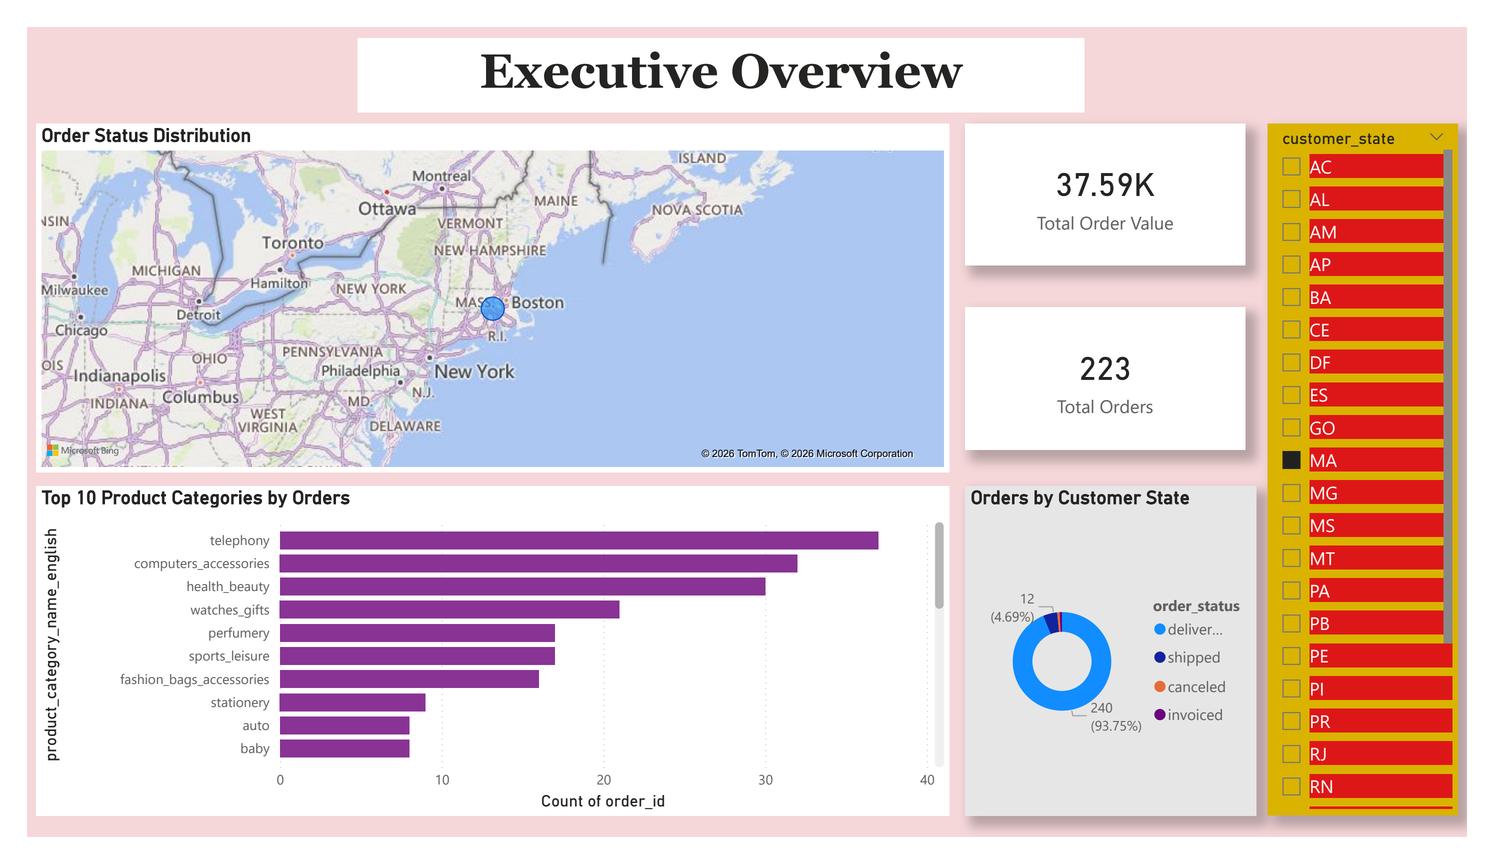 Executive Overview
Order Status Distribution
ISLAND
Montreal
MAINE
Ottawa
NOVA SCOTIA
VERMONT
NSIN
Toronto
NEW HAMPSHIRE
MICHIGAN
Hamilton
NEW YORK
Milwaukee
MASS.
Boston
Detroit
Chicago
R.I.
PENNSYLVANIA
OHIO
OIS
Philadelphia
New York
Indianapolis
Columbus
N.J.
INDIANA
MD.
WEST
VIRGINIA
DELAWARE
Microsoft Bing
© 2026 TomTom, © 2026 Microsoft Corporation
37.59K
Total Order Value
223
Total Orders
customer_state
AC
AL
AM
AP
BA
CE
DF
ES
GO
MA
MG
MS
MT
PA
PB
PE
PI
PR
RJ
RN
Top 10 Product Categories by Orders
product_category_name_english
telephony
computers_accessories
health_beauty
watches_gifts
perfumery
sports_leisure
fashion_bags_accessories
stationery
auto
baby
0 10 20 30 40
Count of order_id
Orders by Customer State
12
(4.69%)
240
(93.75%)
order_status
deliver...
shipped
canceled
invoiced